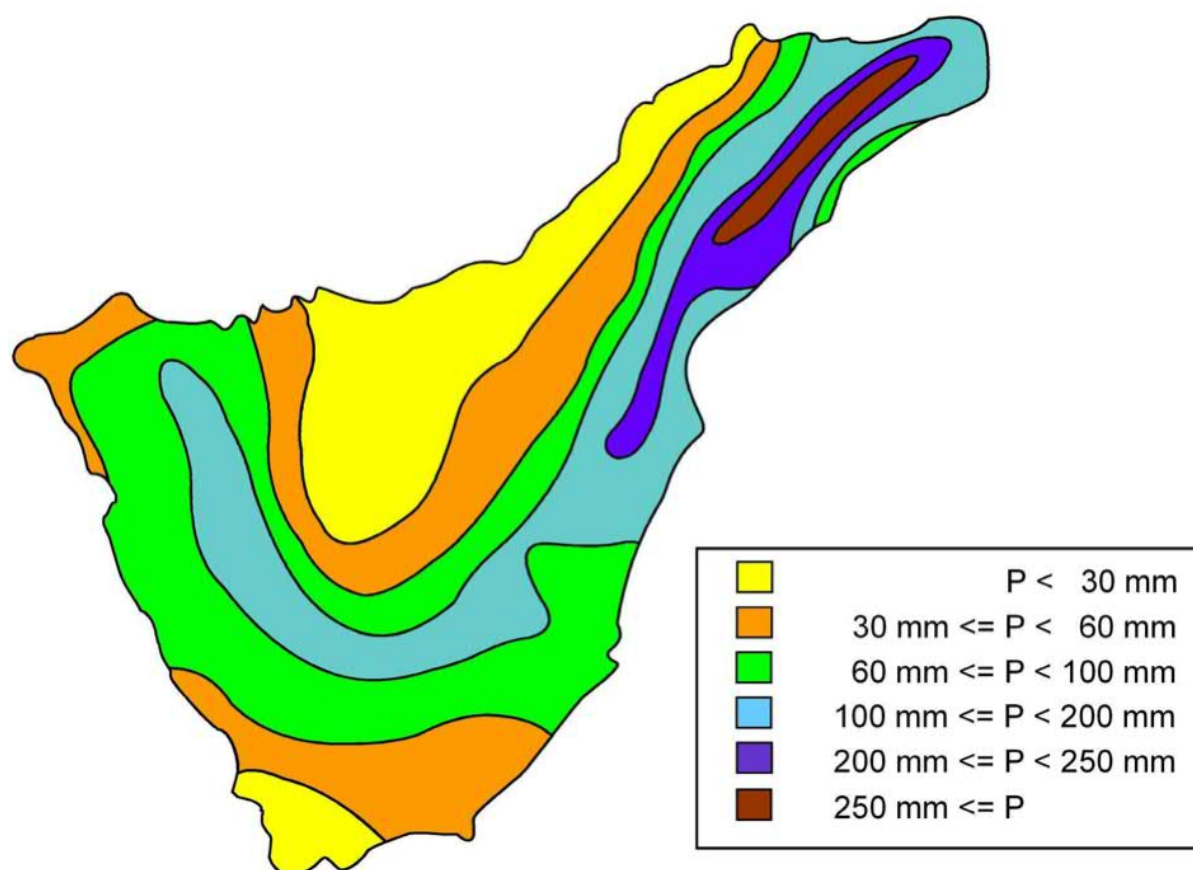 P < 30 mm
30 mm <= P < 60 mm
60 mm <= P < 100 mm
100 mm <= P < 200 mm
200 mm <= P < 250 mm
250 mm <= P